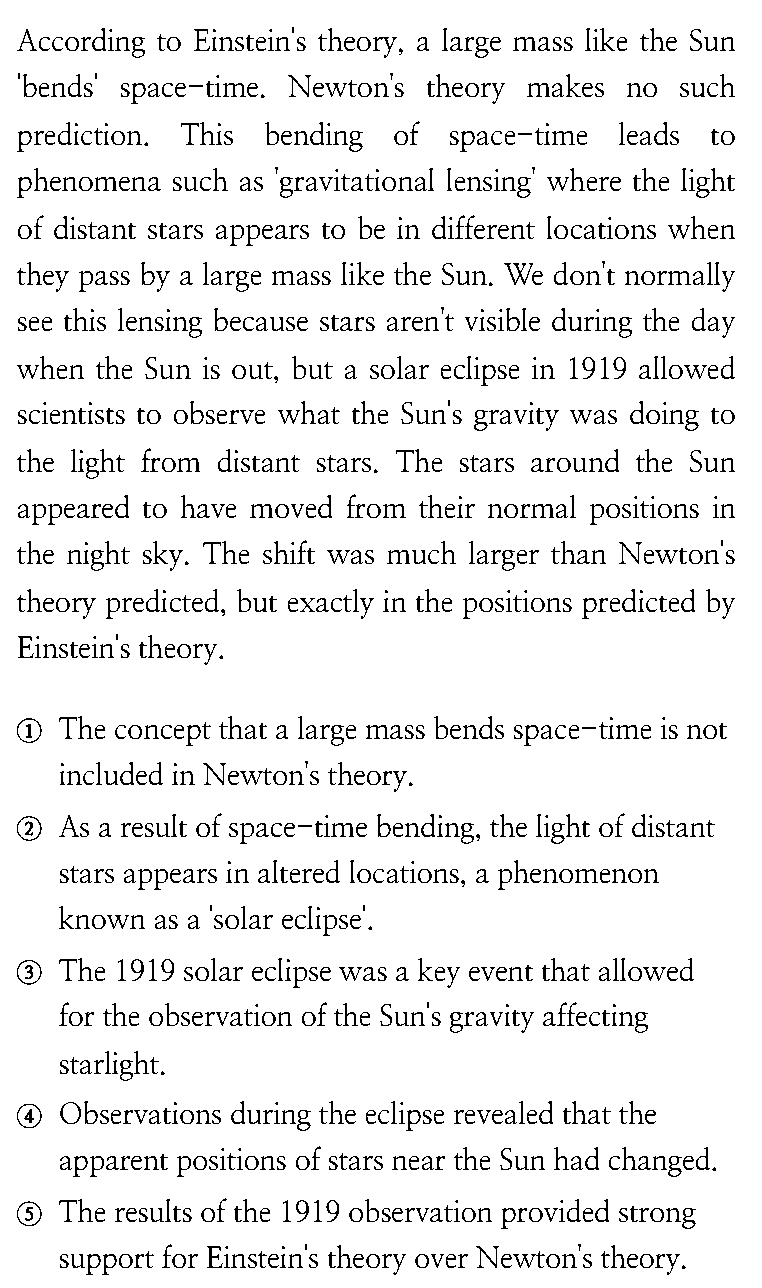 According to Einstein's theory, a large mass like the Sun
'bends' space-time. Newton's theory makes no such
prediction. This bending of space-time leads to
phenomena such as 'gravitational lensing' where the light
of distant stars appears to be in different locations when
they pass by a large mass like the Sun. We don't normally
see this lensing because stars aren't visible during the day
when the Sun is out, but a solar eclipse in 1919 allowed
scientists to observe what the Sun's gravity was doing to
the light from distant stars. The stars around the Sun
appeared to have moved from their normal positions in
the night sky. The shift was much larger than Newton's
theory predicted, but exactly in the positions predicted by
Einstein's theory.
① The concept that a large mass bends space-time is not
included in Newton's theory.
② As a result of space-time bending, the light of distant
stars appears in altered locations, a phenomenon
known as a 'solar eclipse'.
③ The 1919 solar eclipse was a key event that allowed
for the observation of the Sun's gravity affecting
starlight.
④ Observations during the eclipse revealed that the
apparent positions of stars near the Sun had changed.
⑤ The results of the 1919 observation provided strong
support for Einstein's theory over Newton's theory.